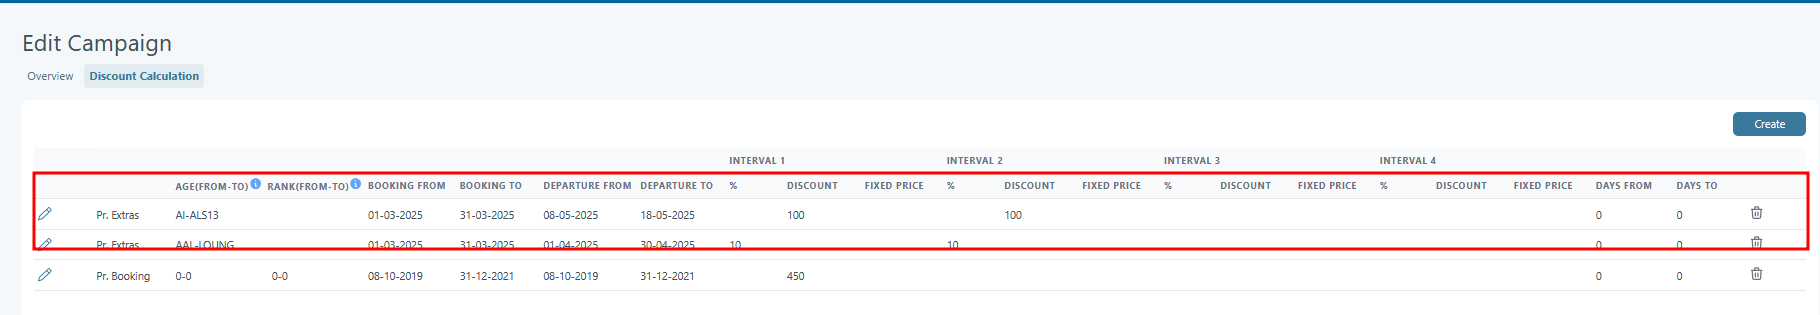 Edit Campaign
Overview Discount Calculation
Create
INTERVAL 1 INTERVAL 2 INTERVAL 3 INTERVAL 4
AGE(FROM-TO) RANK(FROM-TO) BOOKING FROM BOOKING TO DEPARTURE FROM DEPARTURE TO % DISCOUNT FIXED PRICE % DISCOUNT FIXED PRICE % DISCOUNT FIXED PRICE % DISCOUNT FIXED PRICE DAYS FROM DAYS TO
Pr. Extras AI-ALS13 01-03-2025 31-03-2025 08-05-2025 18-05-2025 100 100 0 0
Pr. Extras AAL-LOUNG 01-03-2025 31-03-2025 01-04-2025 30-04-2025 10 10 0 0
Pr. Booking 0-0 0-0 08-10-2019 31-12-2021 08-10-2019 31-12-2021 450 0 0